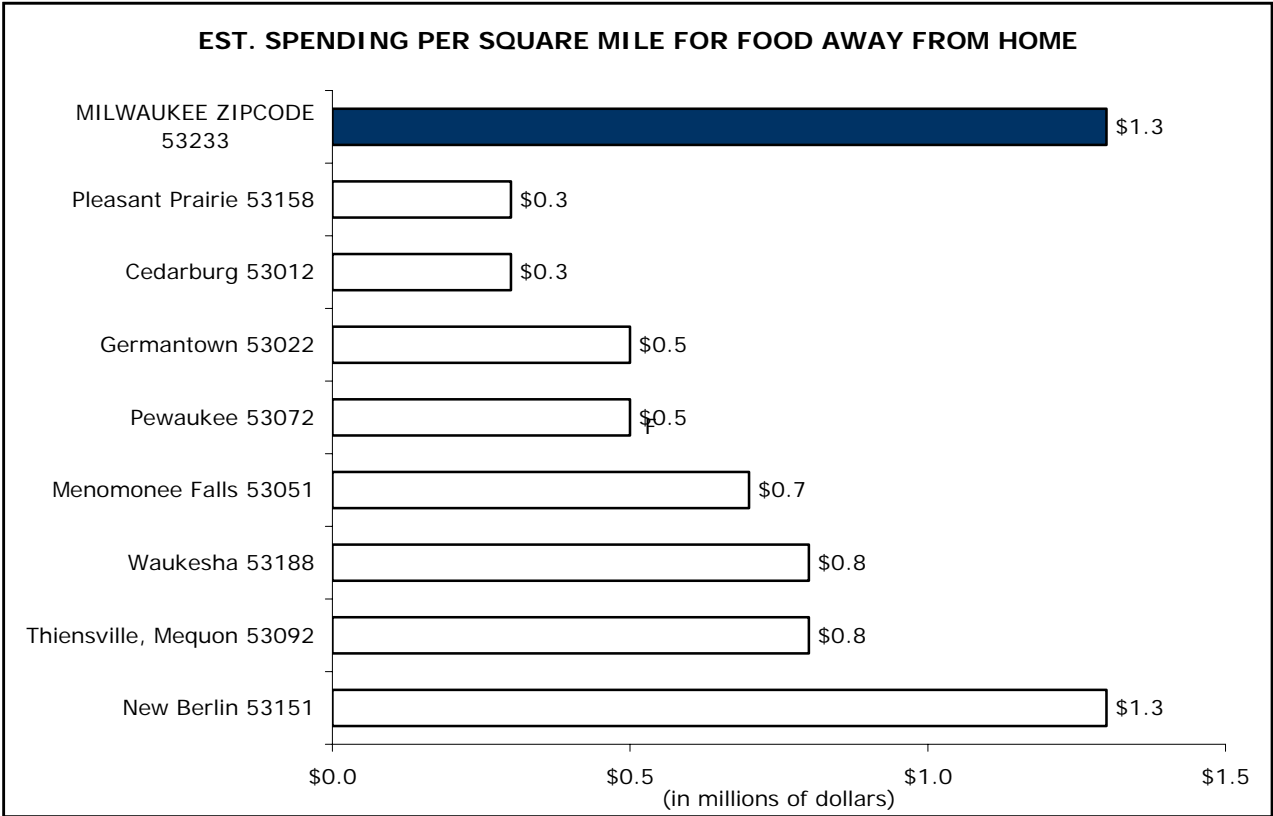 EST. SPENDING PER SQUARE MILE FOR FOOD AWAY FROM HOME
MILWAUKEE ZIPCODE
53233
$1.3
Pleasant Prairie 53158
$0.3
Cedarburg 53012
$0.3
Germantown 53022
$0.5
Pewaukee 53072
$0.5
F
Menomonee Falls 53051
$0.7
Waukesha 53188
$0.8
Thiensville, Mequon 53092
$0.8
New Berlin 53151
$1.3
$0.0 $0.5 $1.0 $1.5
(in millions of dollars)